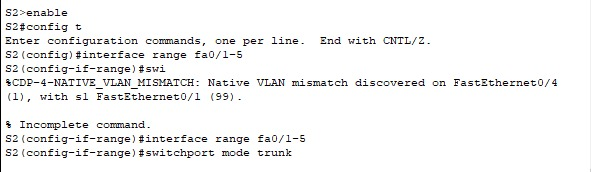 S2>enable
S2#config t
Enter configuration commands, one per line.  End with CNTL/Z.
S2(config)#interface range fa0/1-5
S2(config-if-range)#swi
%CDP-4-NATIVE_VLAN_MISMATCH: Native VLAN mismatch discovered on FastEthernet0/4
(1), with s1 FastEthernet0/1 (99).
% Incomplete command.
S2(config-if-range)#interface range fa0/1-5
S2(config-if-range)#switchport mode trunk